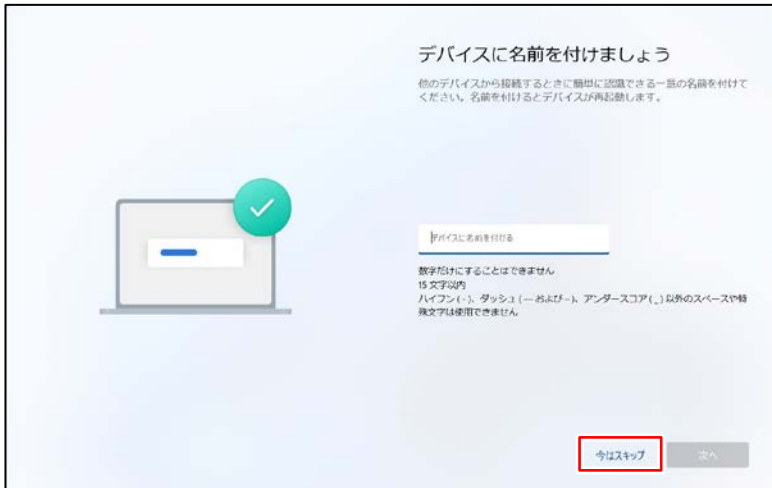 デバイスに名前を付けましょう
他のデバイスから接続するときに簡単に認識できる一意の名前を付けて
ください。名前を付けるとデバイスが再起動します。
デバイスに名前を付ける
数字だけにすることはできません
15 文字以内
ハイフン (-)、ダッシュ (— および –)、アンダースコア ( _ ) 以外のスペースや特
殊文字は使用できません
今はスキップ
次へ